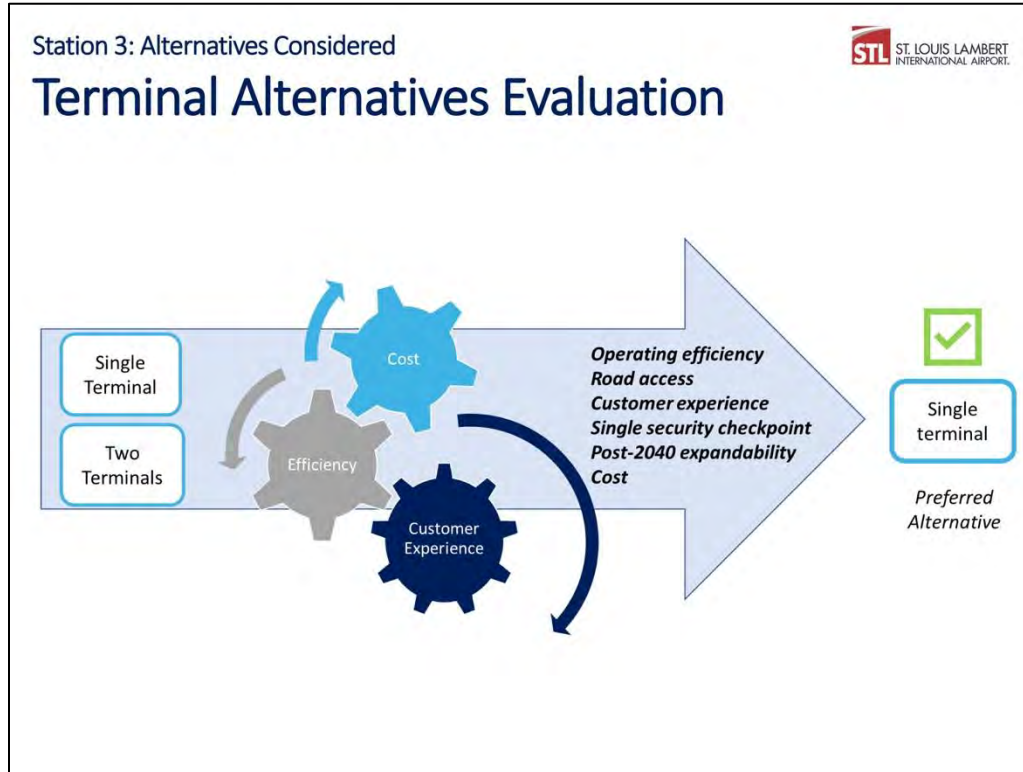 Station 3: Alternatives Considered
STL ST. LOUIS LAMBERT
INTERNATIONAL AIRPORT.
Terminal Alternatives Evaluation
Single
Terminal
Two
Terminals
Cost
Efficiency
Customer
Experience
Operating efficiency
Road access
Customer experience
Single security checkpoint
Post-2040 expandability
Cost
Single
terminal
Preferred
Alternative